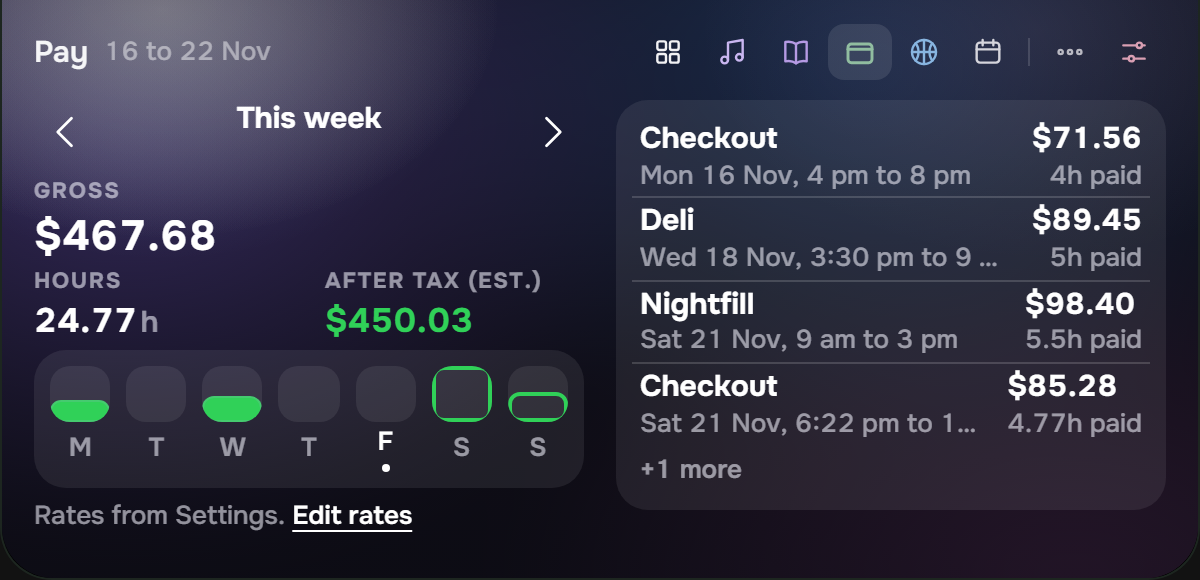 Pay 16 to 22 Nov
This week
GROSS
$467.68
HOURS
24.77h
AFTER TAX (EST.)
$450.03
M T W T F S S
Rates from Settings. Edit rates
Checkout $71.56
Mon 16 Nov, 4 pm to 8 pm 4h paid
Deli $89.45
Wed 18 Nov, 3:30 pm to 9 ... 5h paid
Nightfill $98.40
Sat 21 Nov, 9 am to 3 pm 5.5h paid
Checkout $85.28
Sat 21 Nov, 6:22 pm to 1... 4.77h paid
+1 more